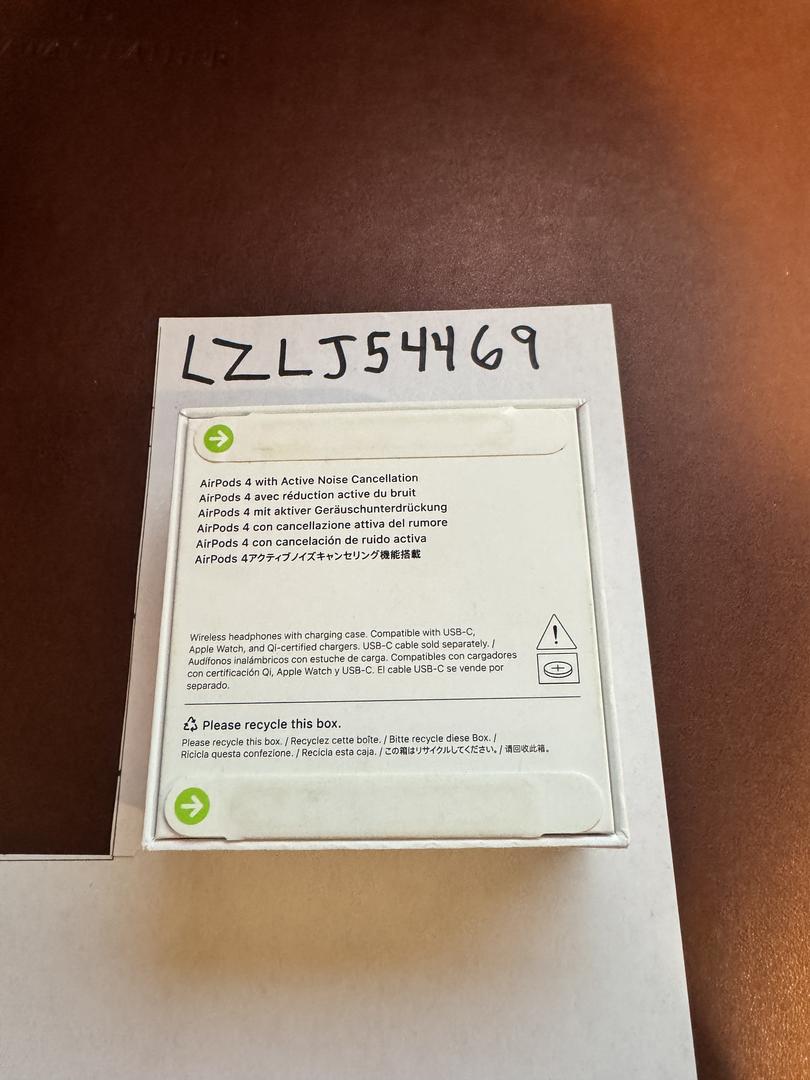 LZLJ54469
AirPods 4 with Active Noise Cancellation
AirPods 4 avec réduction active du bruit
AirPods 4 mit aktiver Geräuschunterdrückung
AirPods 4 con cancellazione attiva del rumore
AirPods 4 con cancelación de ruido activa
AirPods 4アクティブノイズキャンセリング機能搭載
Wireless headphones with charging case. Compatible with USB-C,
Apple Watch, and Qi-certified chargers. USB-C cable sold separately. /
Audífonos inalámbricos con estuche de carga. Compatibles con cargadores
con certificación Qi, Apple Watch y USB-C. El cable USB-C se vende por
separado.
Please recycle this box.
Please recycle this box. / Recyclez cette boîte. / Bitte recycle diese Box. /
Ricicla questa confezione. / Recicla esta caja. / この箱はリサイクルしてください。/ 请回收此箱。